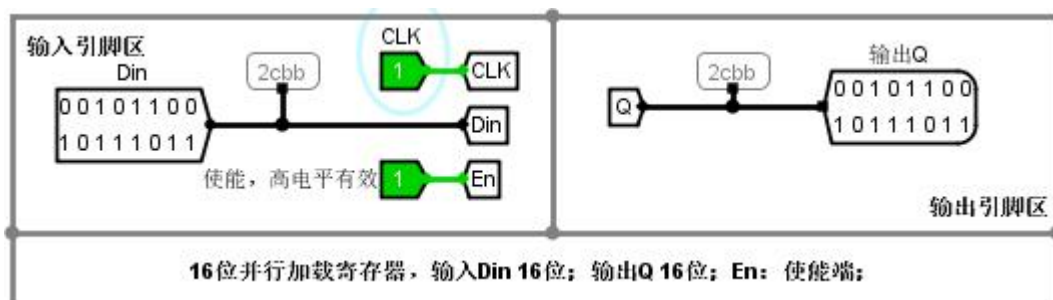 输入引脚区
Din
00101100
10111011
2cbb
CLK
1
CLK
Din
使能，高电平有效
1
En
Q
2cbb
输出Q
00101100
10111011
输出引脚区
16位并行加载寄存器，输入Din 16位；输出Q 16位；En：使能端；